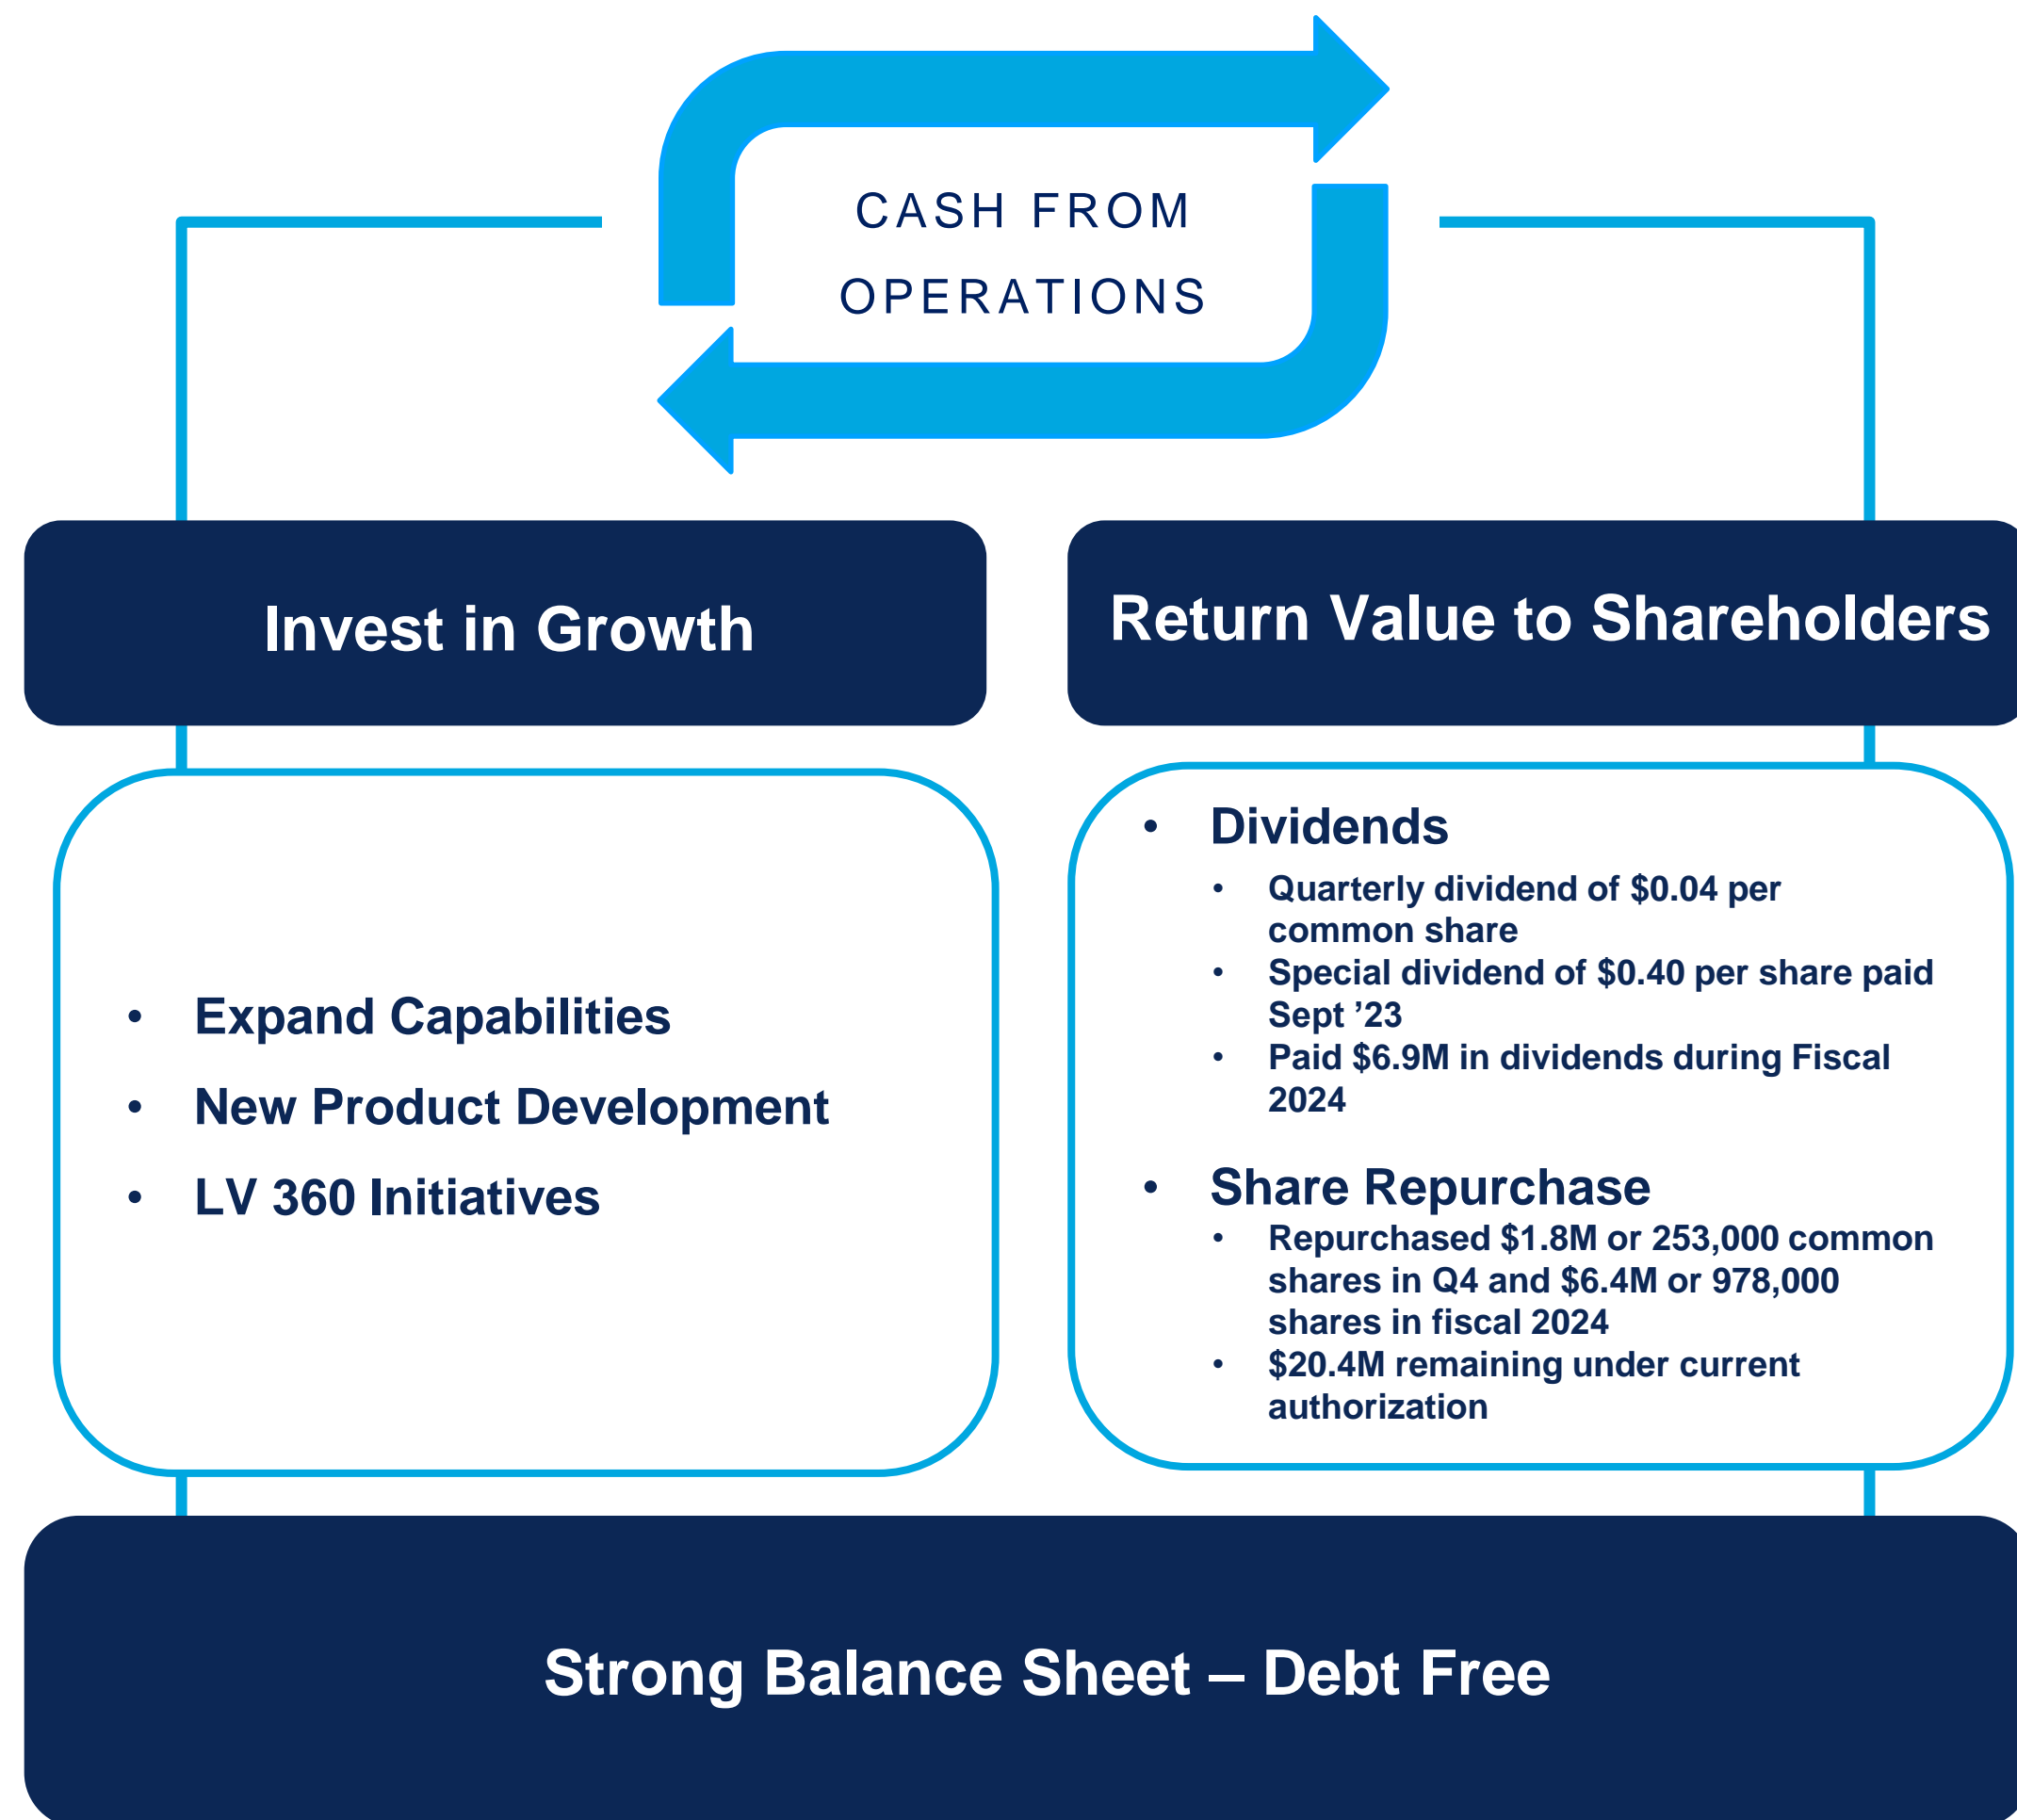 CASH FROM
OPERATIONS
Invest in Growth
• Expand Capabilities
• New Product Development
• LV 360 Initiatives
Return Value to Shareholders
• Dividends
• Quarterly dividend of $0.04 per
common share
• Special dividend of $0.40 per share paid
Sept ’23
• Paid $6.9M in dividends during Fiscal
2024
• Share Repurchase
• Repurchased $1.8M or 253,000 common
shares in Q4 and $6.4M or 978,000
shares in fiscal 2024
• $20.4M remaining under current
authorization
Strong Balance Sheet – Debt Free